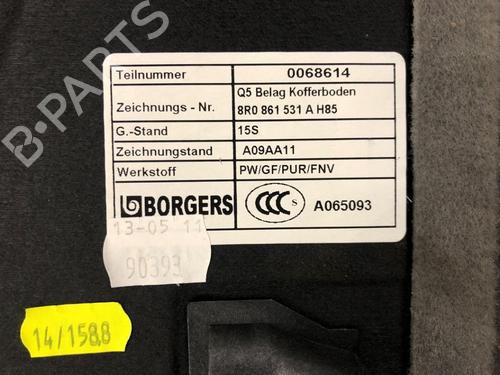 B-PARTS
Teilnummer 0068614
Zeichnungs - Nr. Q5 Belag Kofferboden
8R0 861 531 A H85
G.-Stand 15S
Zeichnungstand A09AA11
Werkstoff PW/GF/PUR/FNV
BORGERS CCC S A065093
13-05 11
90393
14/1588